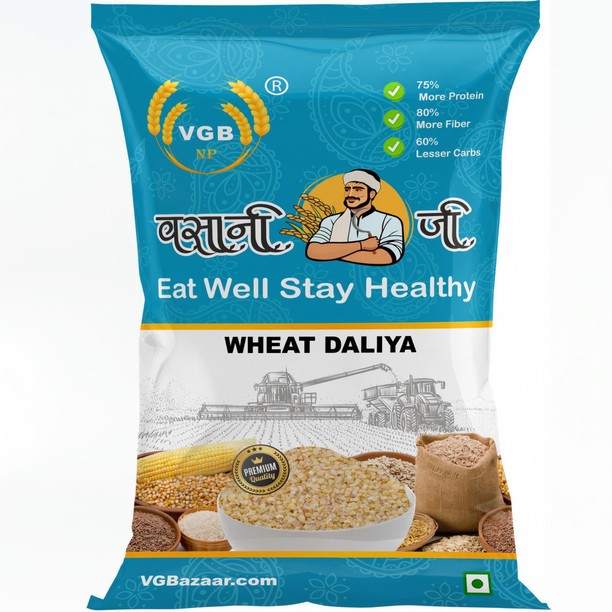 VGB
NP
®
75%
More Protein
80%
More Fiber
60%
Lesser Carbs
वसानी जी
Eat Well Stay Healthy
WHEAT DALIYA
PREMIUM
Quality
VGBazaar.com